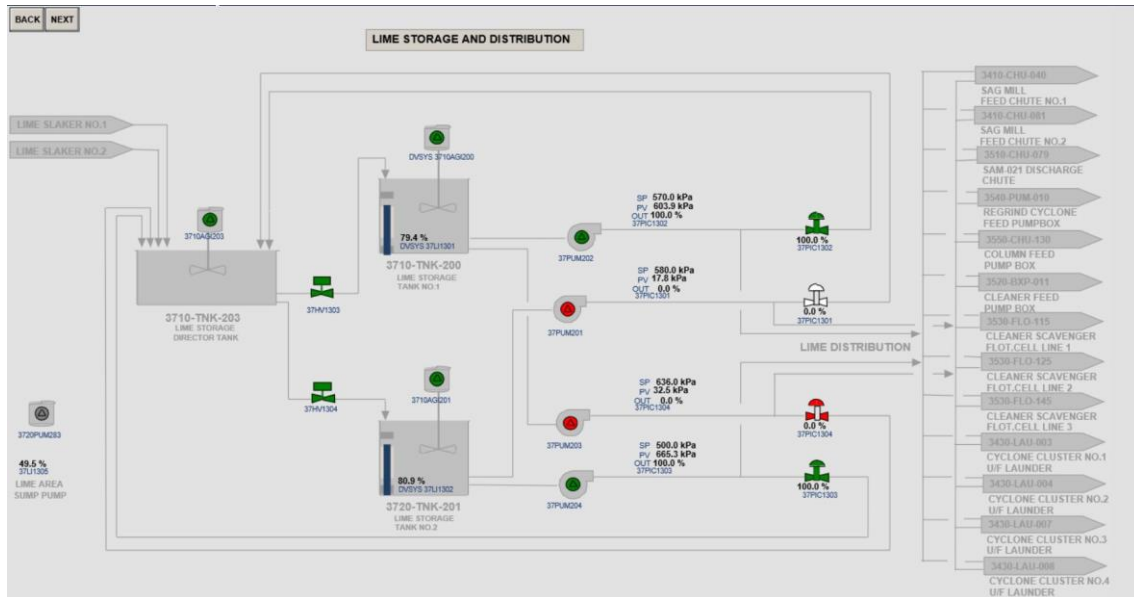 BACK NEXT
LIME STORAGE AND DISTRIBUTION
LIME SLAKER NO.1
LIME SLAKER NO.2
DVSYS 3710AGI200
3710AGI203
79.4 %
DVSYS 37LI1301
3710-TNK-200
LIME STORAGE
TANK NO.1
3710-TNK-203
LIME STORAGE
DIRECTOR TANK
37HV1303
37HV1304
3710AGI201
80.9 %
DVSYS 37LI1302
3720-TNK-201
LIME STORAGE
TANK NO.2
3720PUM283
49.5 %
37LI1305
LIME AREA
SUMP PUMP
37PUM202
SP 570.0 kPa
PV 603.9 kPa
OUT 100.0 %
37PIC1302
100.0 %
37PIC1302
37PUM201
SP 580.0 kPa
PV 17.8 kPa
OUT 0.0 %
37PIC1301
0.0 %
37PIC1301
LIME DISTRIBUTION
37PUM203
SP 636.0 kPa
PV 32.5 kPa
OUT 0.0 %
37PIC1304
0.0 %
37PIC1304
37PUM204
SP 500.0 kPa
PV 665.3 kPa
OUT 100.0 %
37PIC1303
100.0 %
37PIC1303
3410-CHU-040
SAG MILL
FEED CHUTE NO.1
3410-CHU-081
SAG MILL
FEED CHUTE NO.2
3510-CHU-079
SAM-021 DISCHARGE
CHUTE
3540-PUM-010
REGRIND CYCLONE
FEED PUMPBOX
3550-CHU-130
COLUMN FEED
PUMP BOX
3520-BXP-011
CLEANER FEED
PUMP BOX
3530-FLO-115
CLEANER SCAVENGER
FLOT.CELL LINE 1
3530-FLO-125
CLEANER SCAVENGER
FLOT.CELL LINE 2
3530-FLO-145
CLEANER SCAVENGER
FLOT.CELL LINE 3
3430-LAU-003
CYCLONE CLUSTER NO.1
U/F LAUNDER
3430-LAU-004
CYCLONE CLUSTER NO.2
U/F LAUNDER
3430-LAU-007
CYCLONE CLUSTER NO.3
U/F LAUNDER
3430-LAU-008
CYCLONE CLUSTER NO.4
U/F LAUNDER